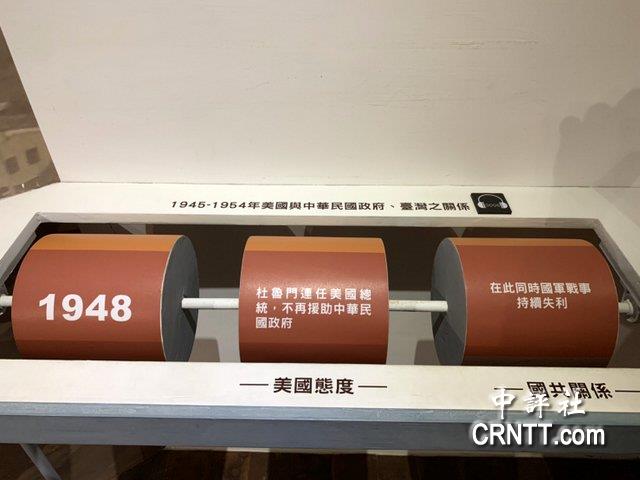 1945-1954年美國與中華民國政府、臺灣之關係
1948
杜魯門連任美國總
統，不再援助中華民
國政府
在此同時國軍戰事
持續失利
美國態度
國共關係
中評社
CRNTT.com